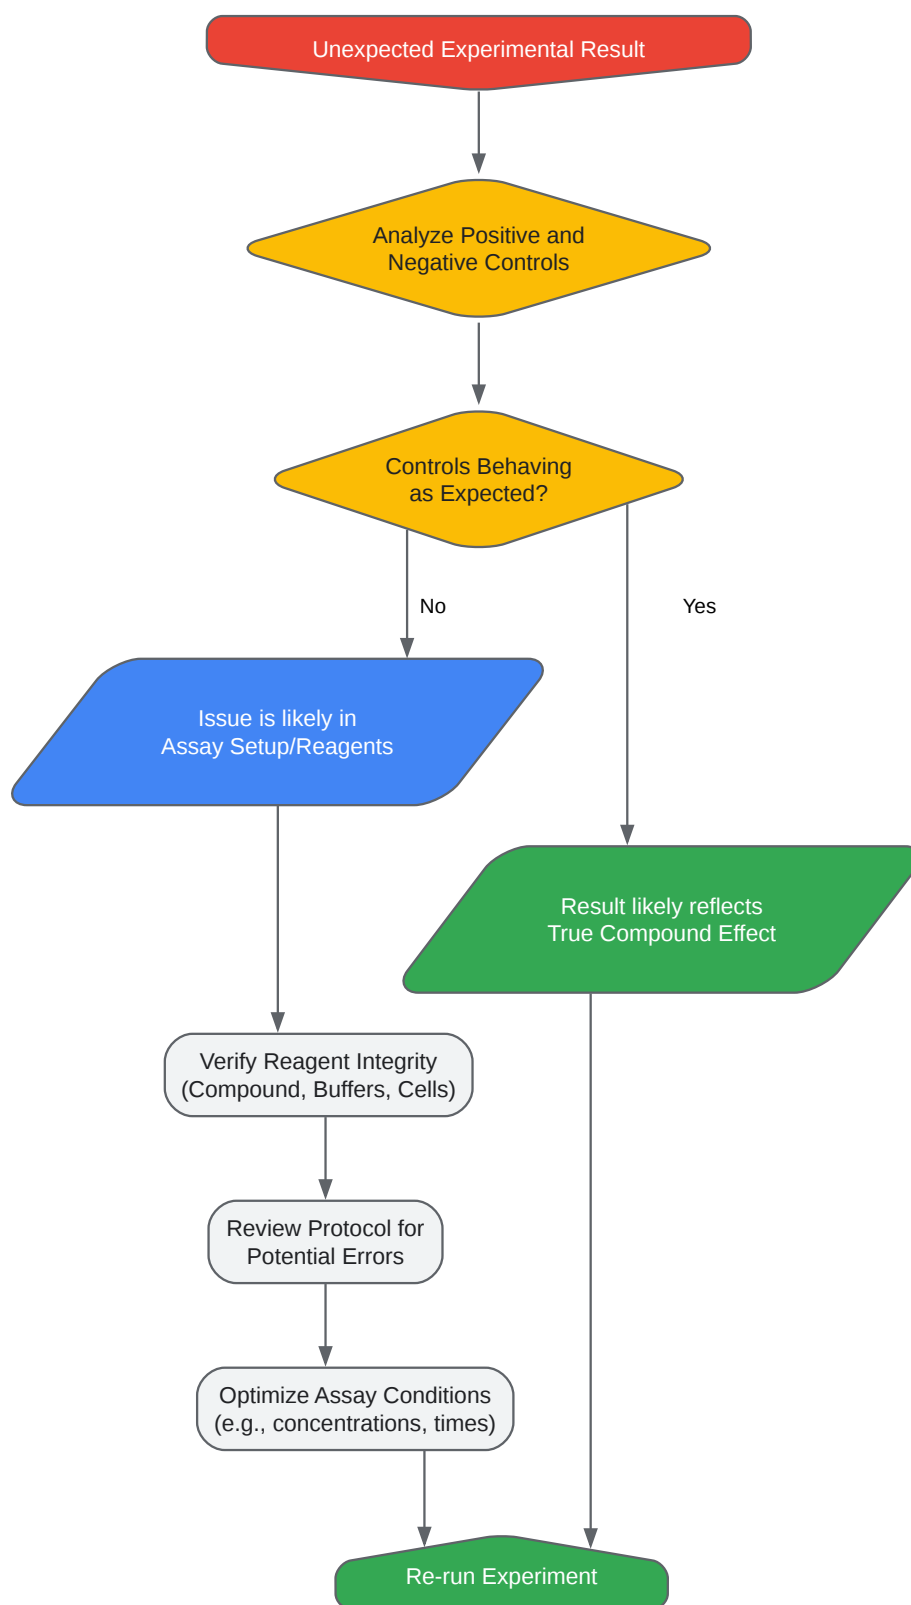 Unexpected Experimental Result
Analyze Positive and
Negative Controls
Controls Behaving
as Expected?
No
Yes
Issue is likely in
Assay Setup/Reagents
Result likely reflects
True Compound Effect
Verify Reagent Integrity
(Compound, Buffers, Cells)
Review Protocol for
Potential Errors
Optimize Assay Conditions
(e.g., concentrations, times)
Re-run Experiment